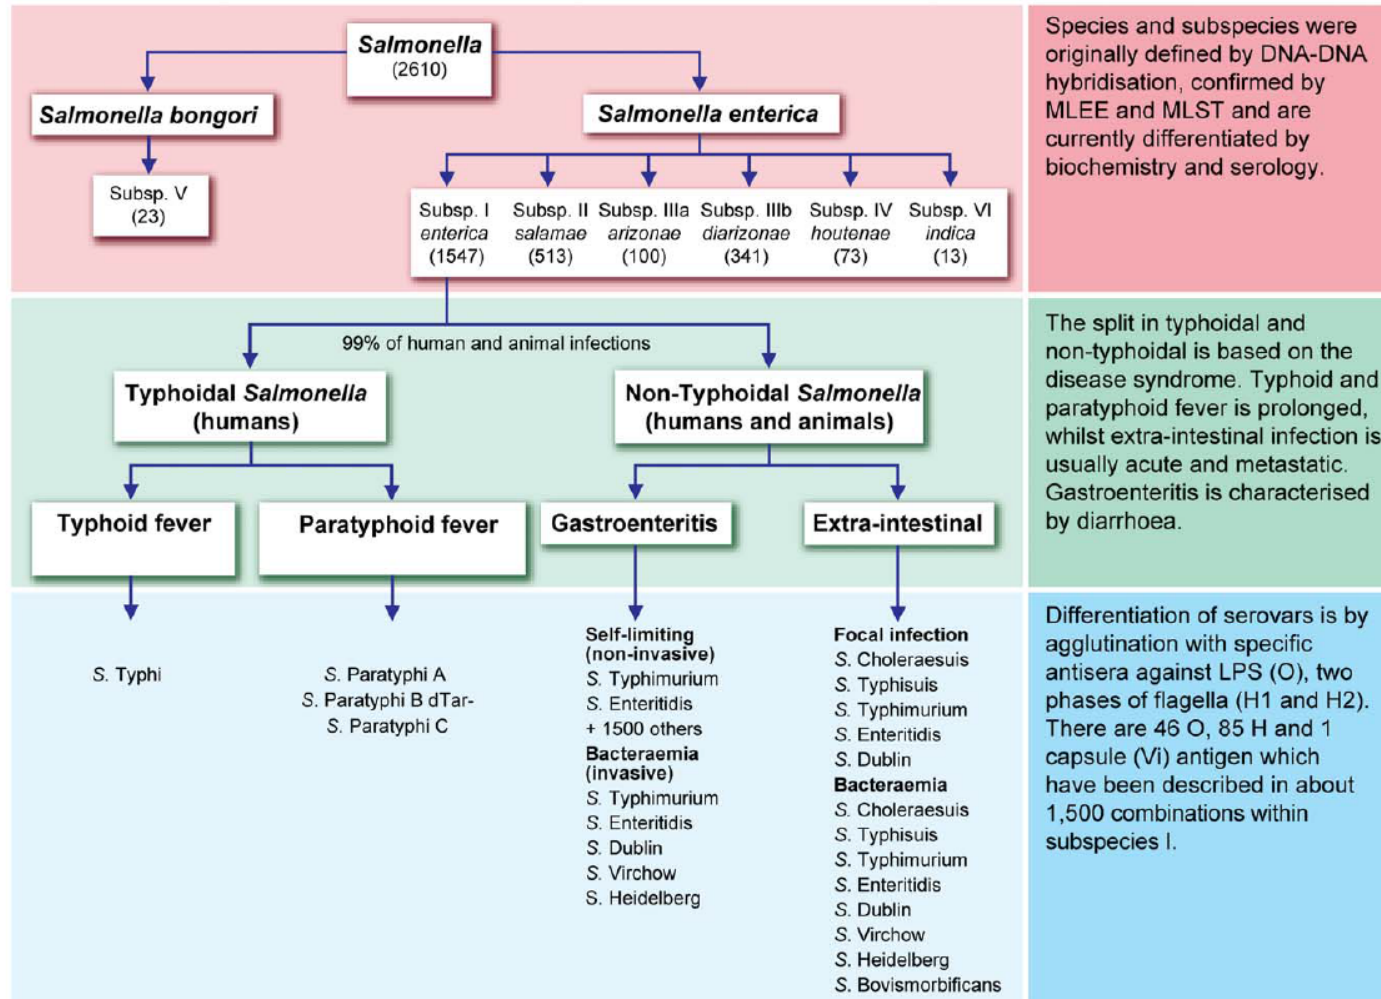 Salmonella
(2610)
Salmonella bongori
Salmonella enterica
Subsp. V
(23)
Subsp. I
enterica
(1547)
Subsp. II
salamae
(513)
Subsp. IIIa
arizonae
(100)
Subsp. IIIb
diarizonae
(341)
Subsp. IV
houtenae
(73)
Subsp. VI
indica
(13)
Species and subspecies were
originally defined by DNA-DNA
hybridisation, confirmed by
MLEE and MLST and are
currently differentiated by
biochemistry and serology.
99% of human and animal infections
Typhoidal Salmonella
(humans)
Non-Typhoidal Salmonella
(humans and animals)
Typhoid fever
Paratyphoid fever
Gastroenteritis
Extra-intestinal
The split in typhoidal and
non-typhoidal is based on the
disease syndrome. Typhoid and
paratyphoid fever is prolonged,
whilst extra-intestinal infection is
usually acute and metastatic.
Gastroenteritis is characterised
by diarrhoea.
S. Typhi
S. Paratyphi A
S. Paratyphi B dTar-
S. Paratyphi C
Self-limiting
(non-invasive)
S. Typhimurium
S. Enteritidis
+ 1500 others
Bacteraemia
(invasive)
S. Typhimurium
S. Enteritidis
S. Dublin
S. Virchow
S. Heidelberg
Focal infection
S. Choleraesuis
S. Typhisuis
S. Typhimurium
S. Enteritidis
S. Dublin
Bacteraemia
S. Choleraesuis
S. Typhisuis
S. Typhimurium
S. Enteritidis
S. Dublin
S. Virchow
S. Heidelberg
S. Bovismorbificans
Differentiation of serovars is by
agglutination with specific
antisera against LPS (O), two
phases of flagella (H1 and H2).
There are 46 O, 85 H and 1
capsule (Vi) antigen which
have been described in about
1,500 combinations within
subspecies I.